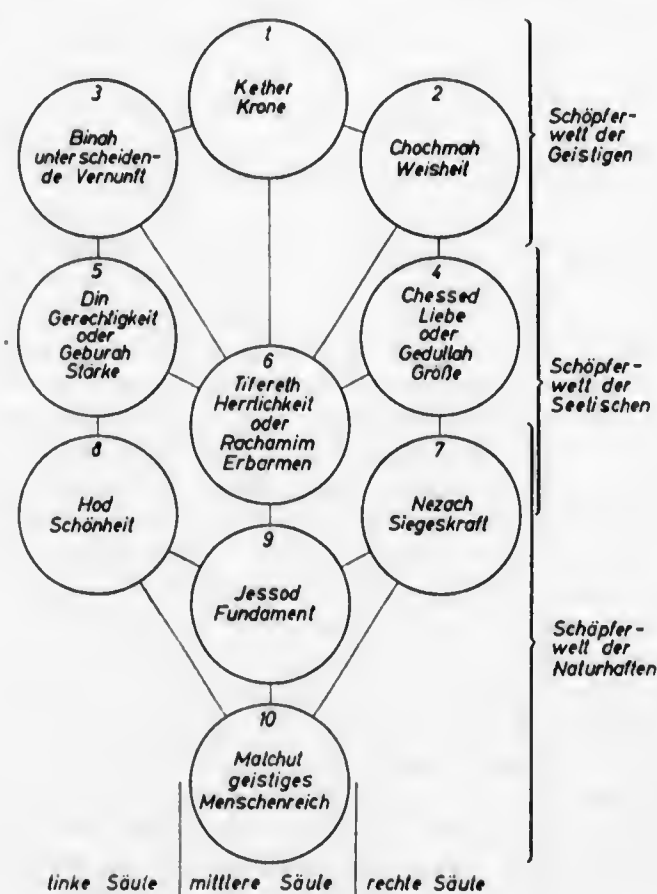 1
Kether
Krone
3
Binah
unterscheiden-
de Vernunft
2
Chochmah
Weisheit
Schöpfer-
welt der
Geistigen
5
Din
Gerechtigkeit
oder
Geburah
Stärke
4
Chessed
Liebe
oder
Gedullah
Größe
6
Tifereth
Herrlichkeit
oder
Rachamim
Erbarmen
Schöpfer-
welt der
Seelischen
8
Hod
Schönheit
7
Nezach
Siegeskraft
9
Jessod
Fundament
Schöpfer-
welt der
Naturhaften
10
Malchut
geistiges
Menschenreich
linke Säule
mittlere Säule
rechte Säule